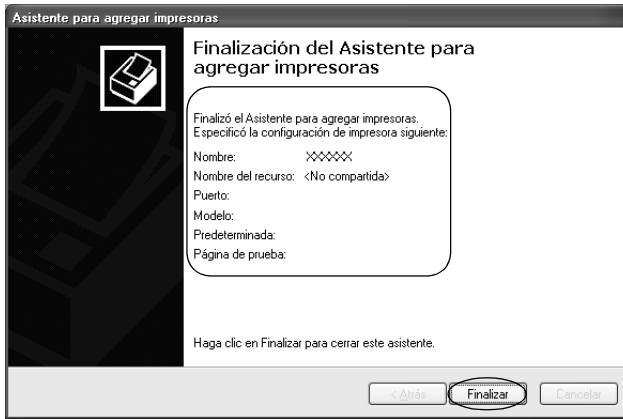 Asistente para agregar impresoras
Finalización del Asistente para
agregar impresoras
Finalizó el Asistente para agregar impresoras.
Especificó la configuración de impresora siguiente:
Nombre: XXXXXX
Nombre del recurso: <No compartida>
Puerto:
Modelo:
Predeterminada:
Página de prueba:
Haga clic en Finalizar para cerrar este asistente.
< Atrás Finalizar Cancelar